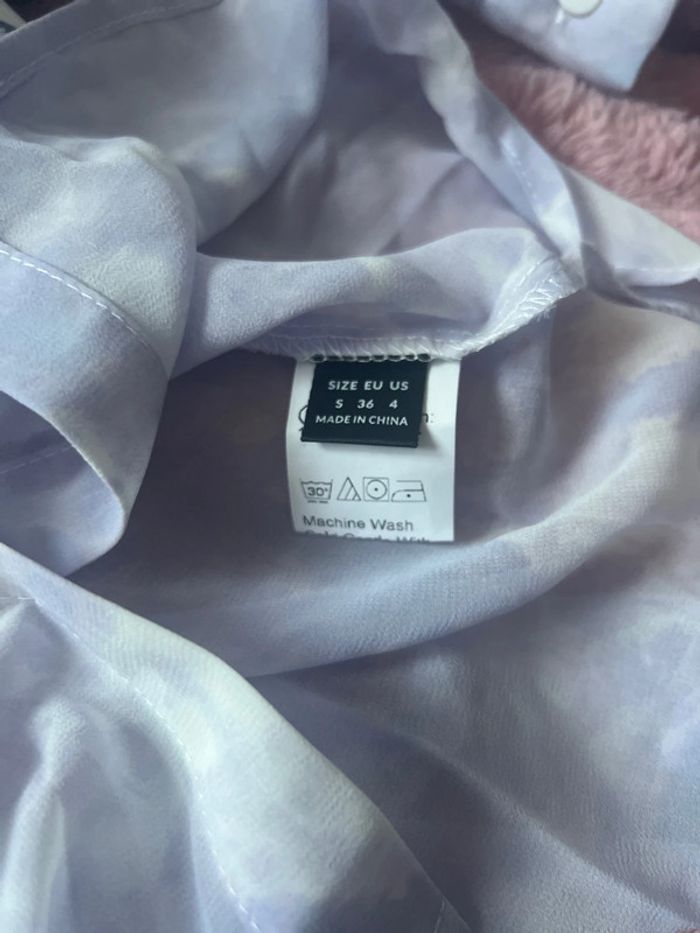 SIZE EU US
S 36 4
MADE IN CHINA
30°
Machine Wash